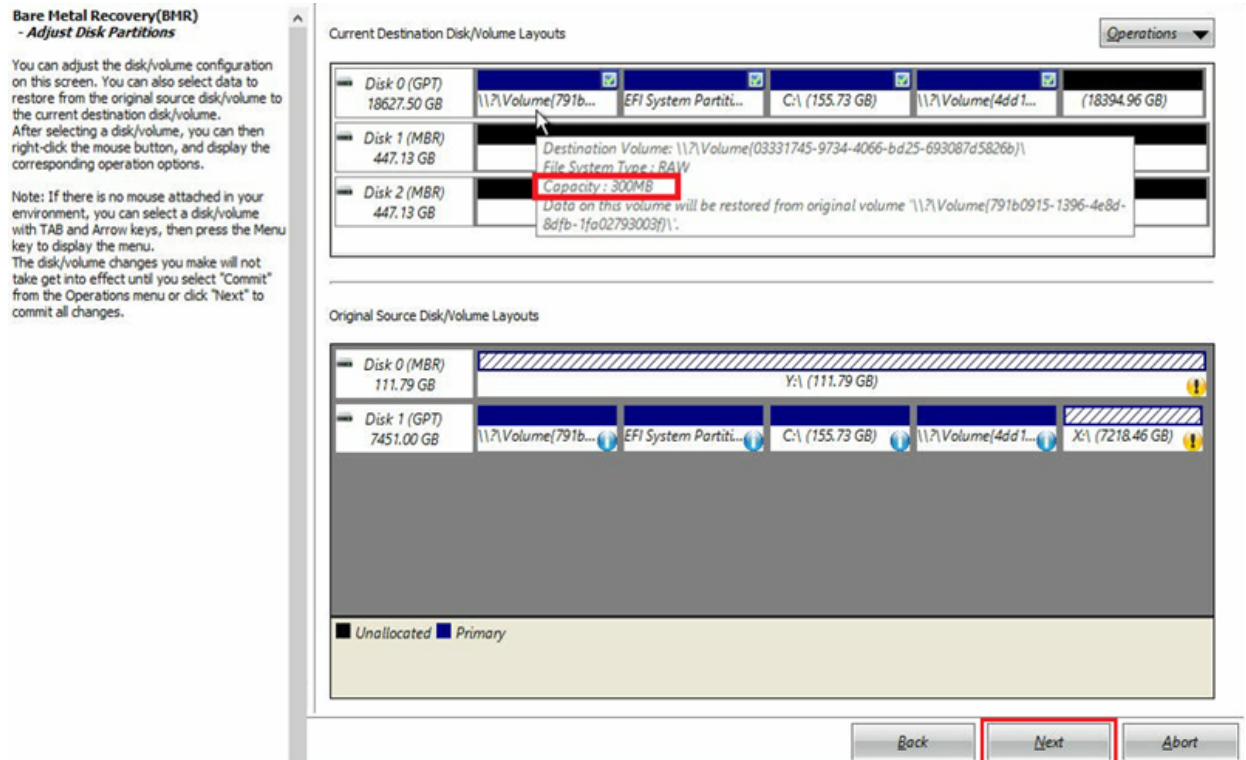 Bare Metal Recovery(BMR)
- Adjust Disk Partitions
You can adjust the disk/volume configuration
on this screen. You can also select data to
restore from the original source disk/volume to
the current destination disk/volume.
After selecting a disk/volume, you can then
right-click the mouse button, and display the
corresponding operation options.
Note: If there is no mouse attached in your
environment, you can select a disk/volume
with TAB and Arrow keys, then press the Menu
key to display the menu.
The disk/volume changes you make will not
take get into effect until you select "Commit"
from the Operations menu or click "Next" to
commit all changes.
Current Destination Disk/Volume Layouts
Operations
Disk 0 (GPT)
18627.50 GB
\\?\Volume{791b...
EFI System Partiti...
C:\ (155.73 GB)
\\?\Volume{4dd1...
(18394.96 GB)
Disk 1 (MBR)
447.13 GB
Disk 2 (MBR)
447.13 GB
Destination Volume: \\?\Volume{03331745-9734-4066-bd25-693087d5826b}\
File System Type : RAW
Capacity : 300MB
Data on this volume will be restored from original volume '\\?\Volume{791b0915-1396-4e8d-
8dfb-1fa02793003f}\'.
Original Source Disk/Volume Layouts
Disk 0 (MBR)
111.79 GB
Y:\ (111.79 GB)
Disk 1 (GPT)
7451.00 GB
\\?\Volume{791b...
EFI System Partiti...
C:\ (155.73 GB)
\\?\Volume{4dd1...
X:\ (7218.46 GB)
Unallocated Primary
Back Next Abort